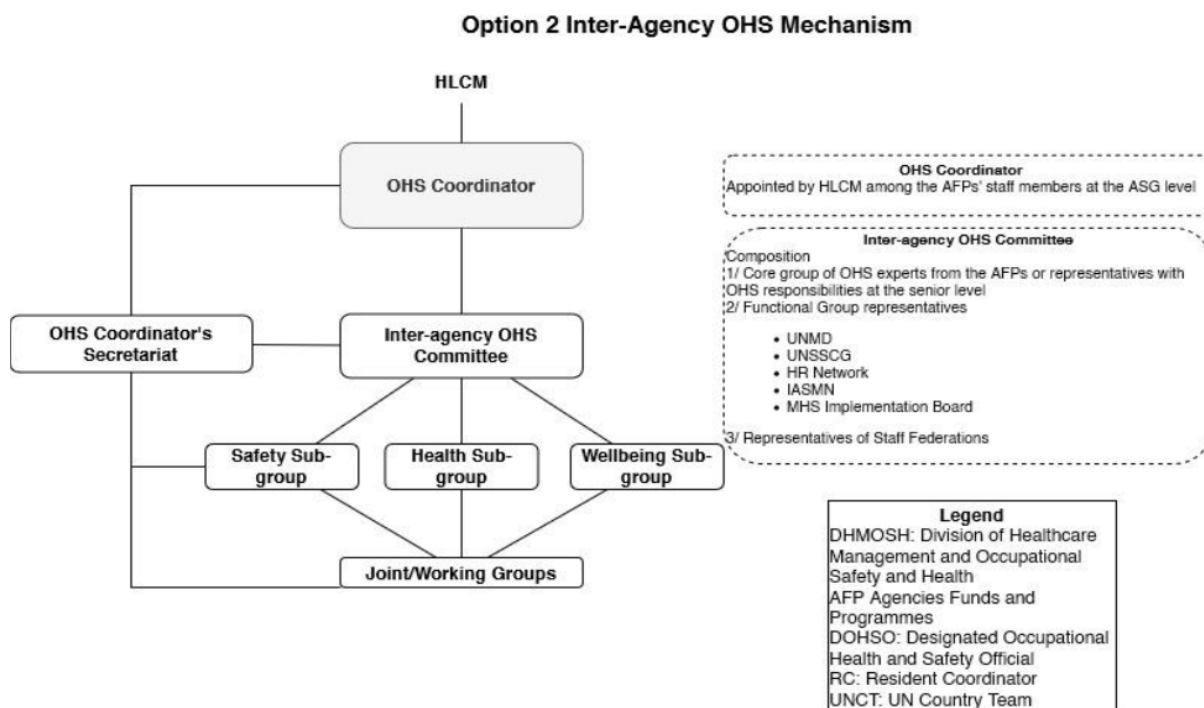 Option 2 Inter-Agency OHS Mechanism
HLCM
OHS Coordinator
OHS Coordinator's
Secretariat
Inter-agency OHS
Committee
Safety Sub-
group
Health Sub-
group
Wellbeing Sub-
group
Joint/Working Groups
OHS Coordinator
Appointed by HLCM among the AFPs' staff members at the ASG level
Inter-agency OHS Committee
Composition
1/ Core group of OHS experts from the AFPs or representatives with
OHS responsibilities at the senior level
2/ Functional Group representatives
• UNMD
• UNSSCG
• HR Network
• IASMN
• MHS Implementation Board
3/ Representatives of Staff Federations
Legend
DHMOSH: Division of Healthcare
Management and Occupational
Safety and Health
AFP Agencies Funds and
Programmes
DOHSO: Designated Occupational
Health and Safety Official
RC: Resident Coordinator
UNCT: UN Country Team